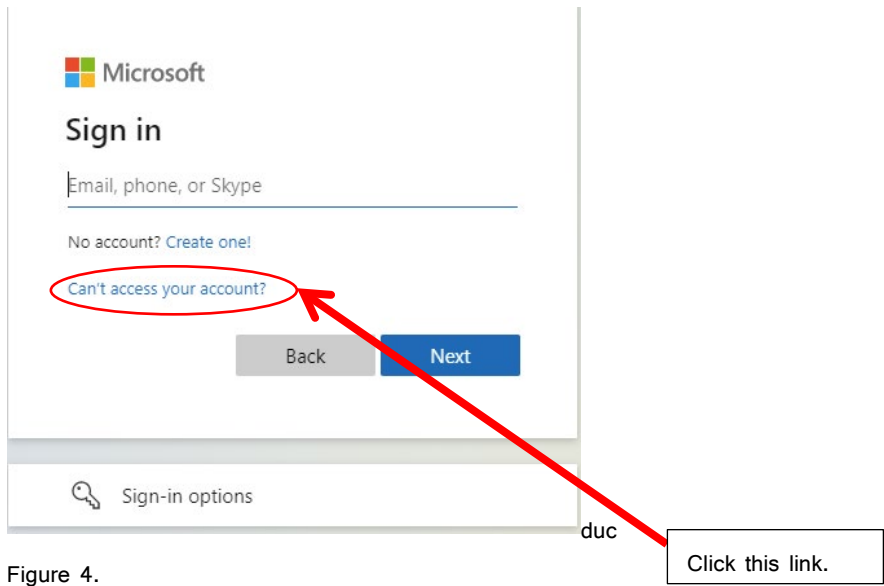 Microsoft
Sign in
Email, phone, or Skype
No account? Create one!
Can't access your account?
Back Next
Sign-in options
duc
Click this link.
Figure 4.